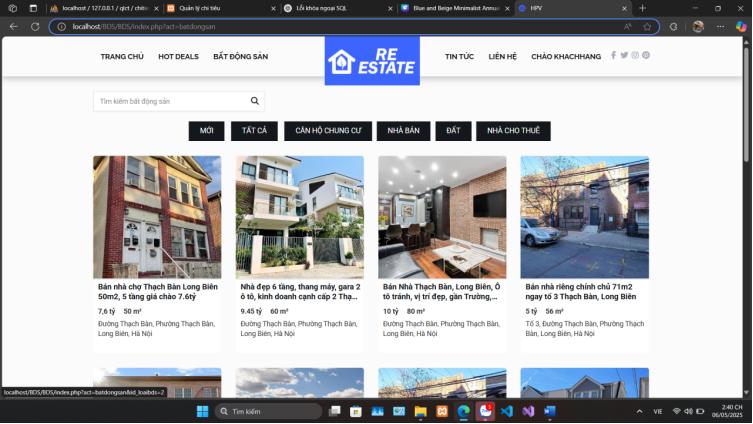 localhost / 127.0.0.1 / qlct / chitie
Quản lý chi tiêu
Lỗi khóa ngoại SQL
Blue and Beige Minimalist Annual
HPV
localhost/BDS/BDS/index.php?act=batdongsan
TRANG CHỦ
HOT DEALS
BẤT ĐỘNG SẢN
RE
ESTATE
TIN TỨC
LIÊN HỆ
CHÀO KHACHHANG
Tìm kiếm bất động sản
MỚI
TẤT CẢ
CĂN HỘ CHUNG CƯ
NHÀ BÁN
ĐẤT
NHÀ CHO THUÊ
Bán nhà chợ Thạch Bàn Long Biên
50m2, 5 tầng giá chào 7.6tỷ
7,6 tỷ 50 m²
Đường Thạch Bàn, Phường Thạch Bàn,
Long Biên, Hà Nội
Nhà đẹp 6 tầng, thang máy, gara 2
ô tô, kinh doanh cạnh cấp 2 Thạ...
9.45 tỷ 60 m²
Đường Thạch Bàn, Phường Thạch Bàn,
Long Biên, Hà Nội
Bán Nhà Thạch Bàn, Long Biên, Ô
tô tránh, vị trí đẹp, gần Trường,...
10 tỷ 80 m²
Đường Thạch Bàn, Phường Thạch Bàn,
Long Biên, Hà Nội
Bán nhà riêng chính chủ 71m2
ngay tổ 3 Thạch Bàn, Long Biên
5 tỷ 56 m²
Tổ 3, Đường Thạch Bàn, Phường Thạch
Bàn, Long Biên, Hà Nội
localhost/BDS/BDS/index.php?act=batdongsan&id_loaibds=2
Tìm kiếm
VIE
2:40 CH
06/05/2025